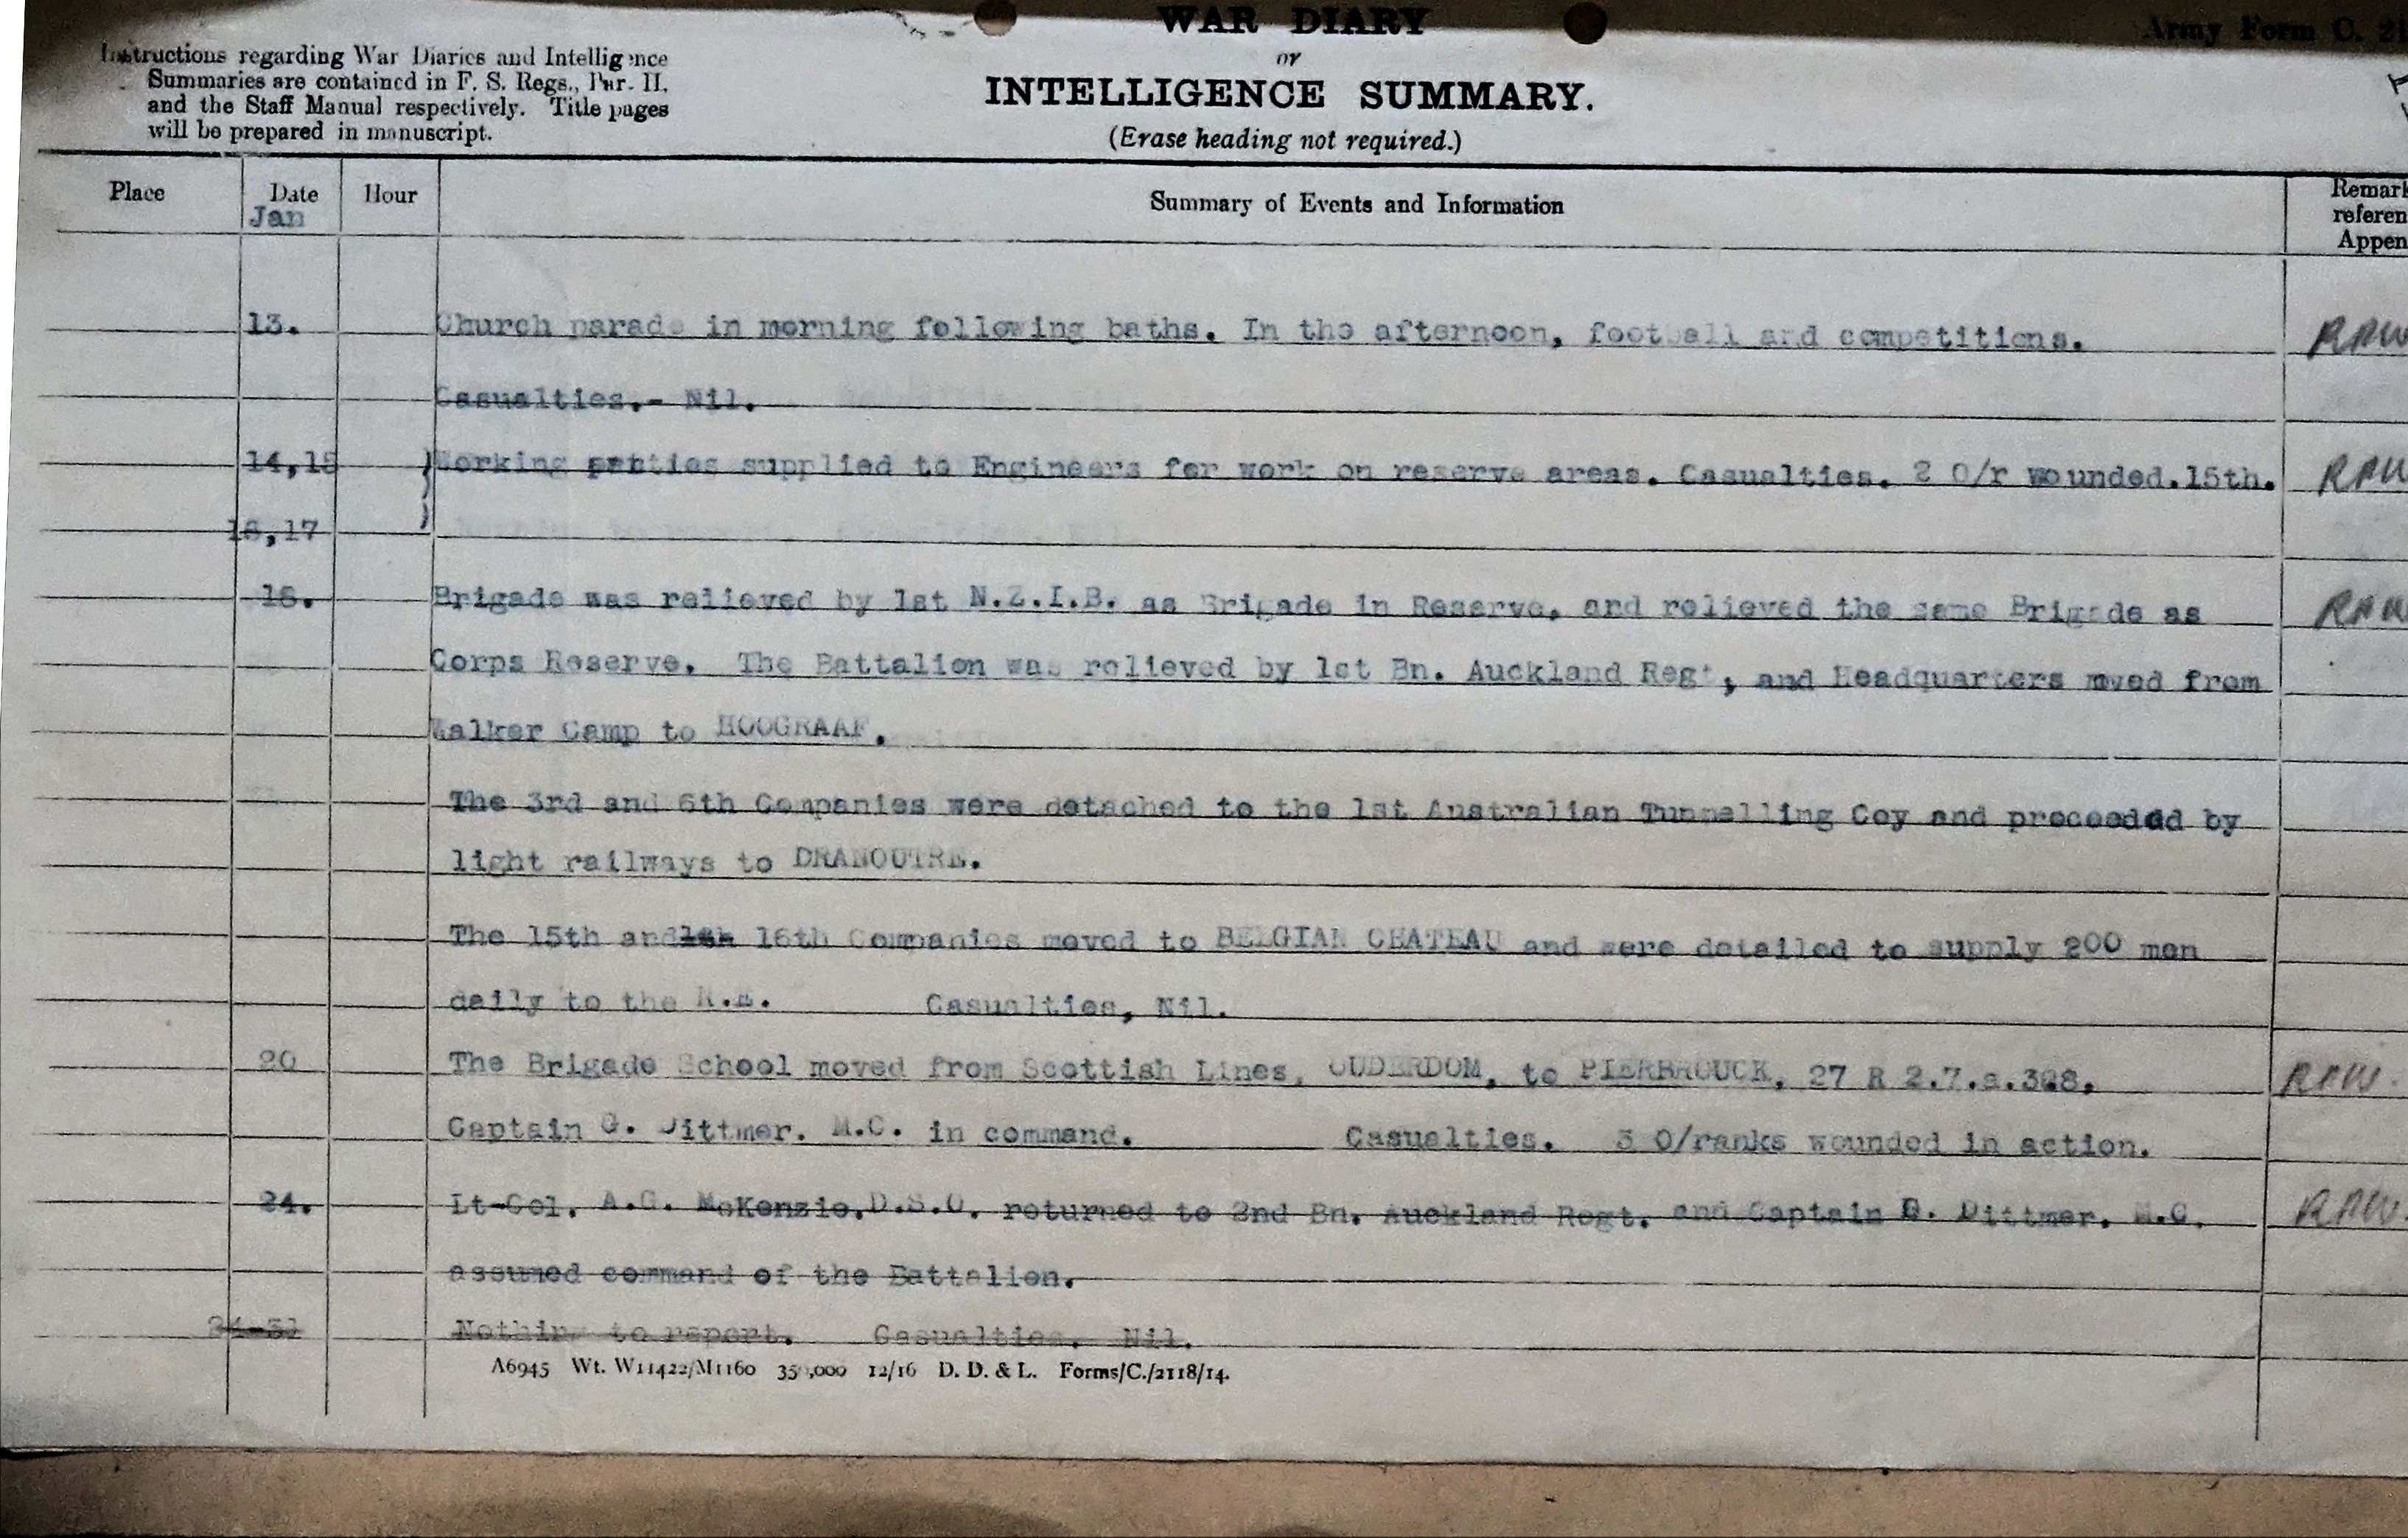 WAR DIARY
Army Form C.
or
Instructions regarding War Diaries and Intelligence
Summaries are contained in F. S. Regs., Par. II.
and the Staff Manual respectively. Title pages
will be prepared in manuscript.
INTELLIGENCE SUMMARY.
(Erase heading not required.)
Place Date Hour Summary of Events and Information Remark
Jan referen
Appen
13. Church parade in morning following baths. In the afternoon, football and competitions. RAW
Casualties.- Nil.
14,15 Working parties supplied to Engineers for work on reserve areas. Casualties. 2 O/r wounded.15th. RAW
16,17
18. Brigade was relieved by 1st N.Z.I.B. as Brigade in Reserve, and relieved the same Brigade as RAW
Corps Reserve. The Battalion was relieved by 1st Bn. Auckland Regt, and Headquarters mved from
Walker Camp to HOOGRAAF.
The 3rd and 6th Companies were detached to the 1st Australian Tunnelling Coy and proceeded by
light railways to DRANOUTRE.
The 15th and 16th Companies moved to BELGIAN CHATEAU and were detailed to supply 200 men
daily to the R.E. Casualties, Nil.
20 The Brigade School moved from Scottish Lines, OUDERDOM, to PIERBROUCK, 27 R 2.7.a. RAW.
Captain G. Dittmer. M.C. in command. Casualties. 3 O/ranks wounded in action.
24. Lt-Col. A.G. McKenzie.D.S.O. returned to 2nd Bn. Auckland Regt. and Captain G. Dittmer. M.C. RAW.
assumed command of the Battalion.
24-31 Nothing to report. Casualties. Nil.
A6945 Wt. W11422/M1160 35 ,000 12/16 D. D. & L. Forms/C./2118/14.